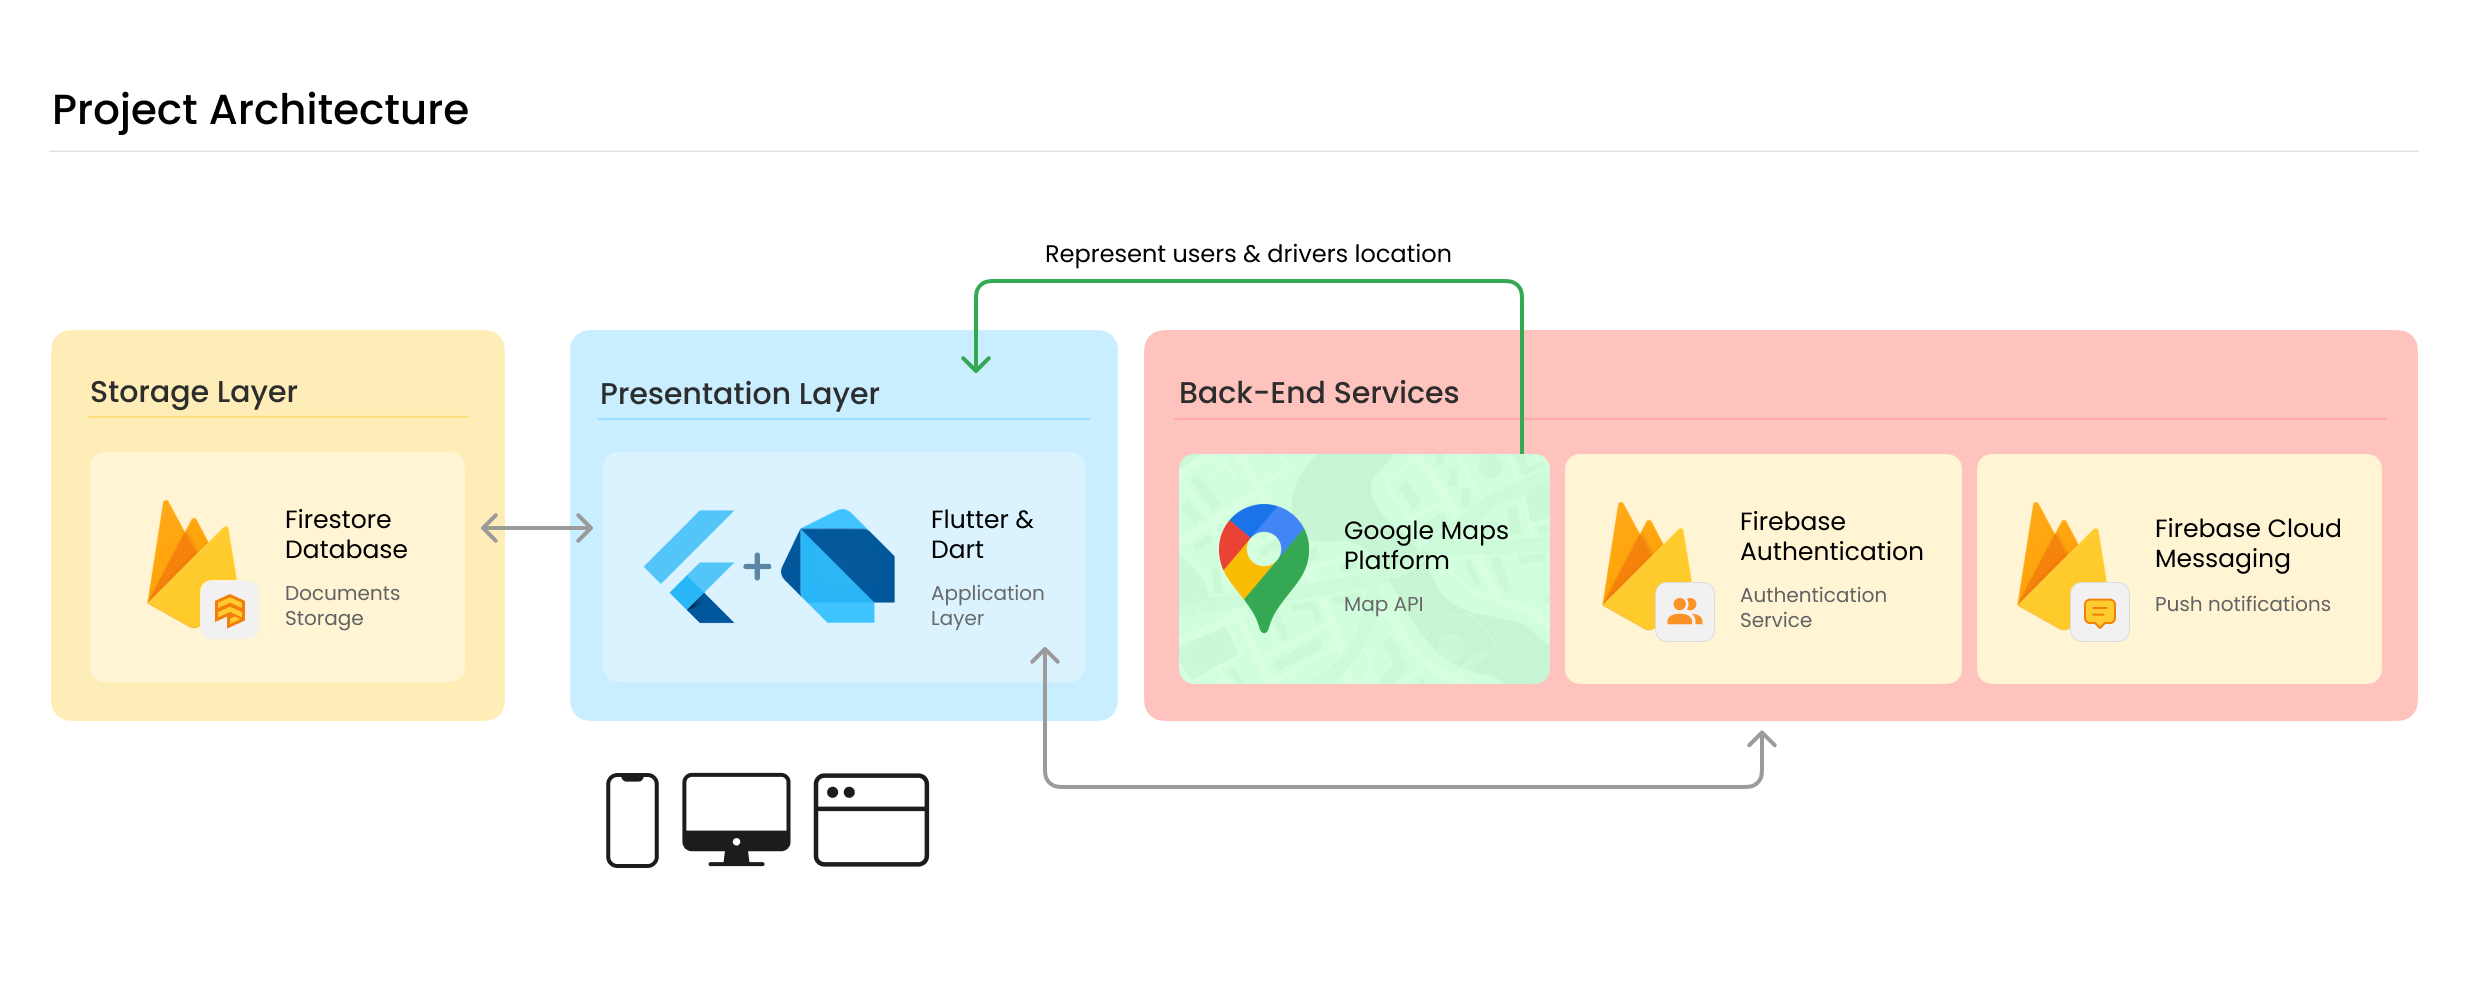 Project Architecture
Represent users & drivers location
Storage Layer
Firestore
Database
Documents
Storage
Presentation Layer
Flutter &
Dart
Application
Layer
Back-End Services
Google Maps
Platform
Map API
Firebase
Authentication
Authentication
Service
Firebase Cloud
Messaging
Push notifications